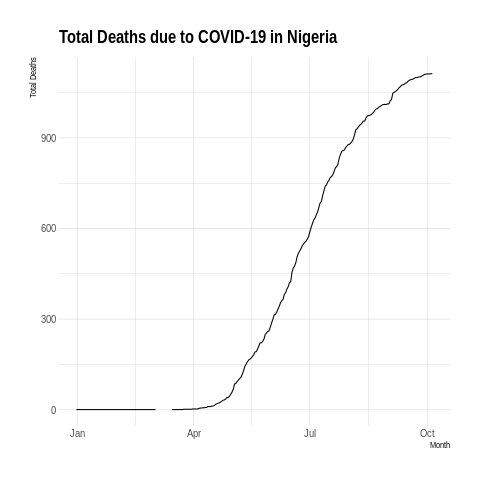 Total Deaths due to COVID-19 in Nigeria
Total Deaths
900
600
300
0
Jan Apr Jul Oct
Month